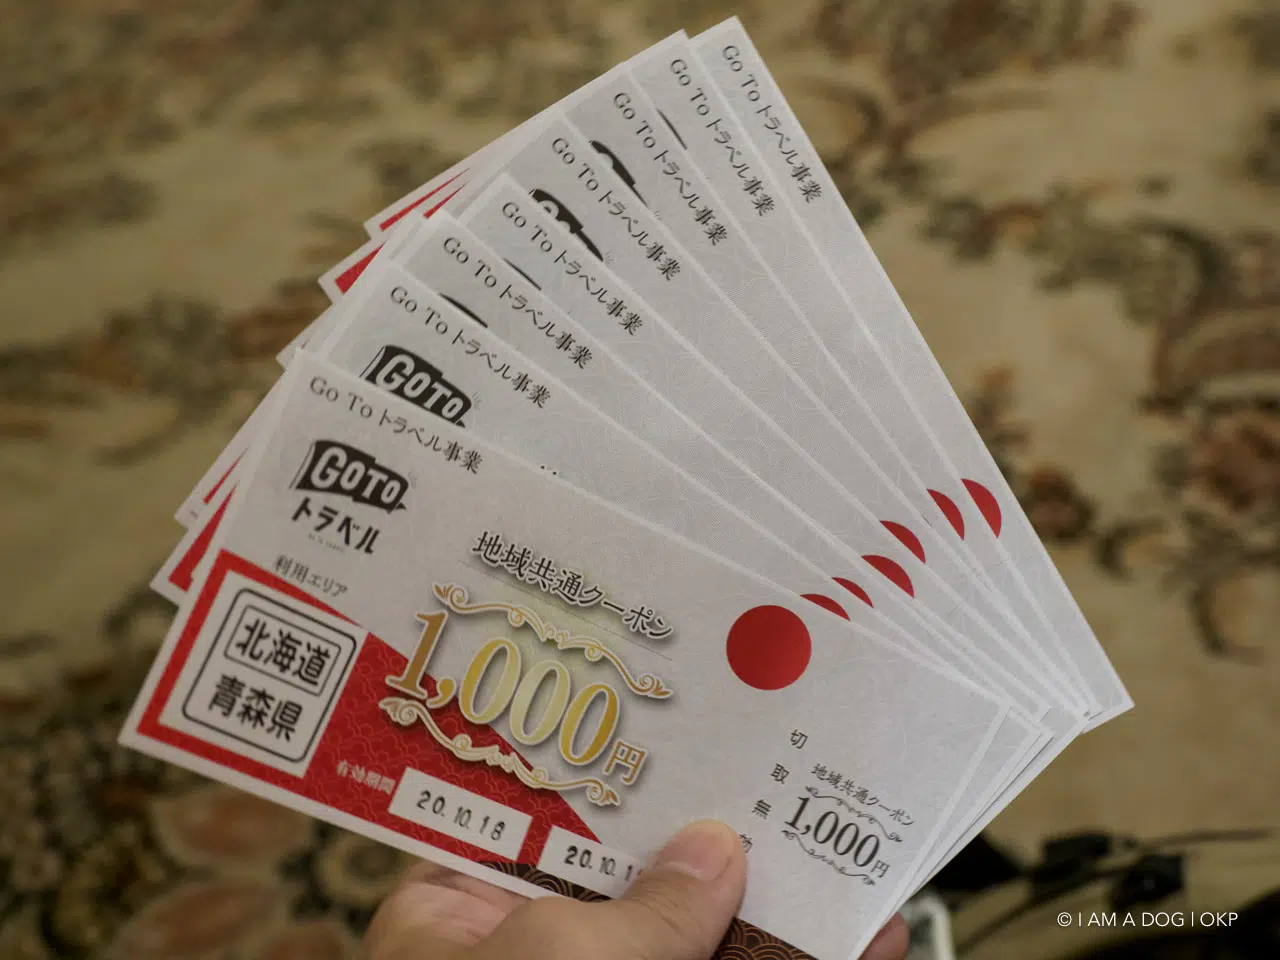 Go To トラベル事業
Go To トラベル事業
Go To トラベル事業
Go To トラベル事業
Go To トラベル事業
Go To トラベル事業
Go To トラベル事業
GOTO
Go To トラベル事業
GOTO
トラベル
利用エリア
北海道
青森県
地域共通クーポン
1,000円
有効期間
20.10.18
20.10.1
切取無効
地域共通クーポン
1,000円
© I AM A DOG | OKP